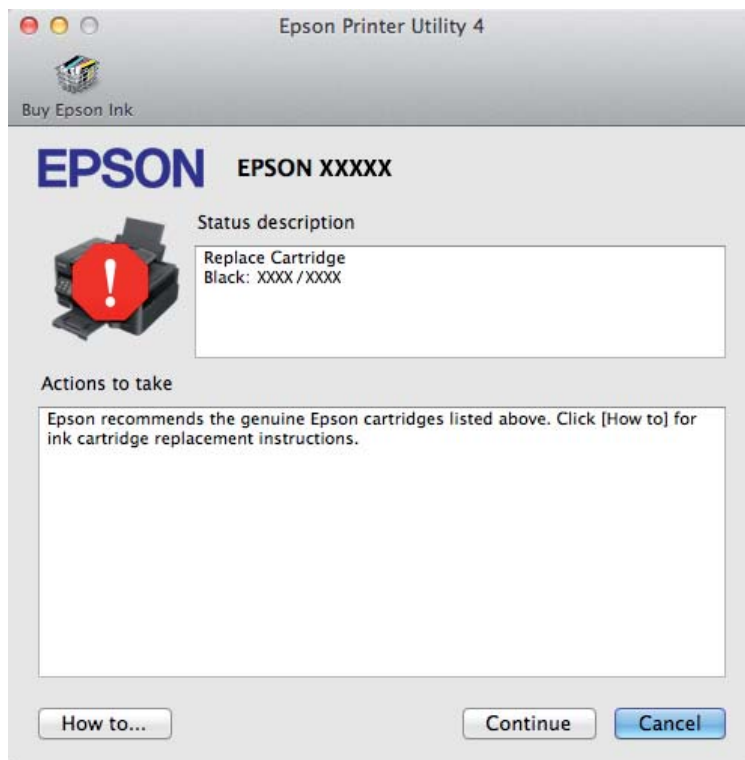 Epson Printer Utility 4
Buy Epson Ink
EPSON EPSON XXXXX
Status description
Replace Cartridge
Black: XXXX / XXXX
Actions to take
Epson recommends the genuine Epson cartridges listed above. Click [How to] for
ink cartridge replacement instructions.
How to... Continue Cancel